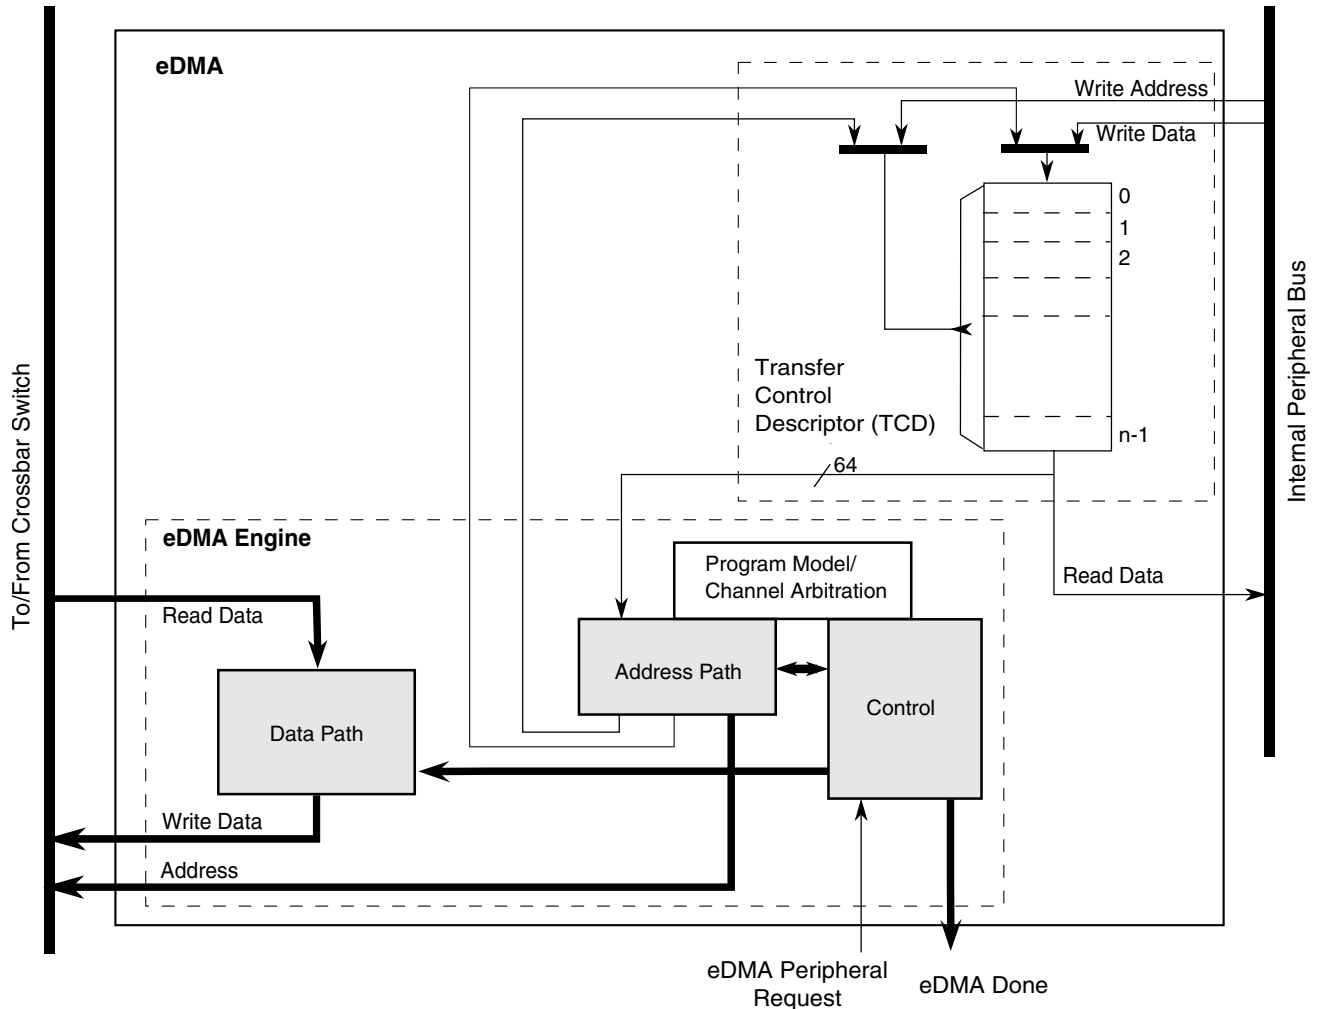 eDMA
Write Address
Write Data
0
1
2
n-1
Transfer
Control
Descriptor (TCD)
64
Internal Peripheral Bus
To/From Crossbar Switch
eDMA Engine
Program Model/
Channel Arbitration
Read Data
Read Data
Address Path
Control
Data Path
Write Data
Address
eDMA Peripheral
Request
eDMA Done